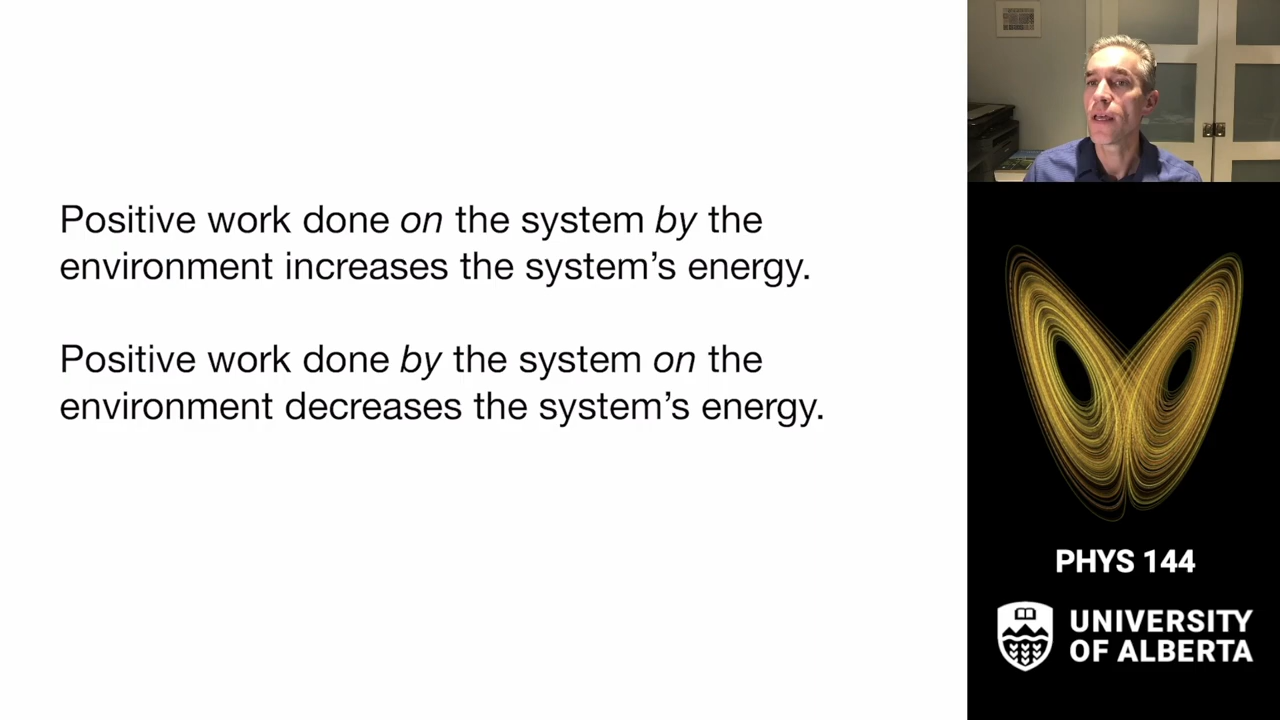 Positive work done on the system by the
environment increases the system’s energy.
Positive work done by the system on the
environment decreases the system’s energy.
PHYS 144
UNIVERSITY
OF ALBERTA